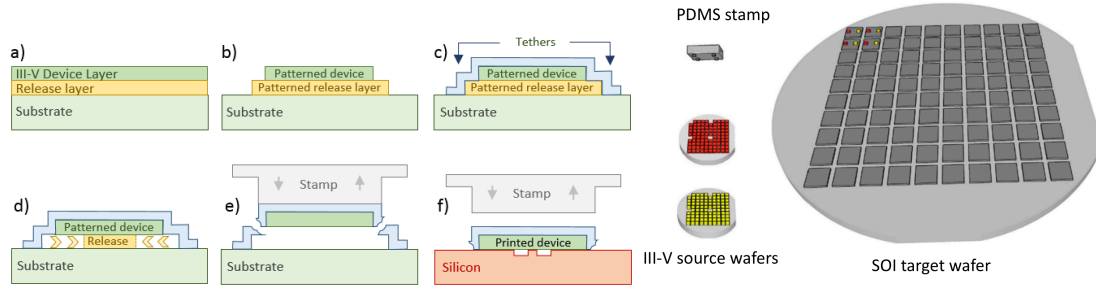 a)
III-V Device Layer
Release layer
Substrate
b)
Patterned device
Patterned release layer
Substrate
c)
Tethers
Patterned device
Patterned release layer
Substrate
d)
Patterned device
Release
Substrate
e)
Stamp
Substrate
f)
Stamp
Printed device
Silicon
PDMS stamp
III-V source wafers
SOI target wafer